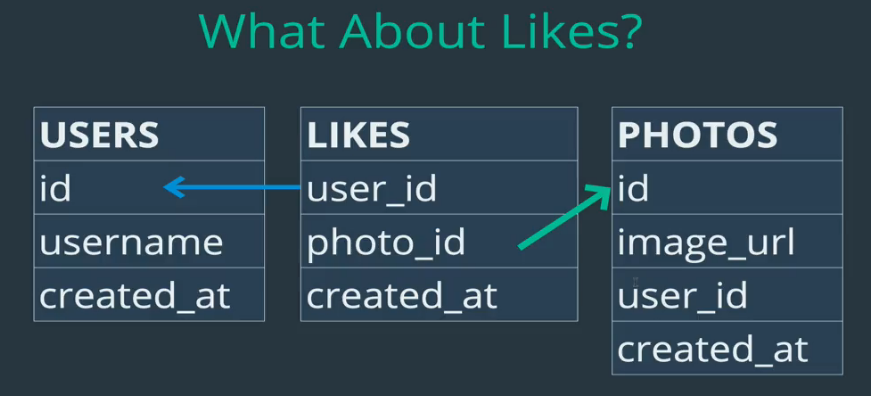 What About Likes?
USERS
id
username
created_at
LIKES
user_id
photo_id
created_at
PHOTOS
id
image_url
user_id
created_at